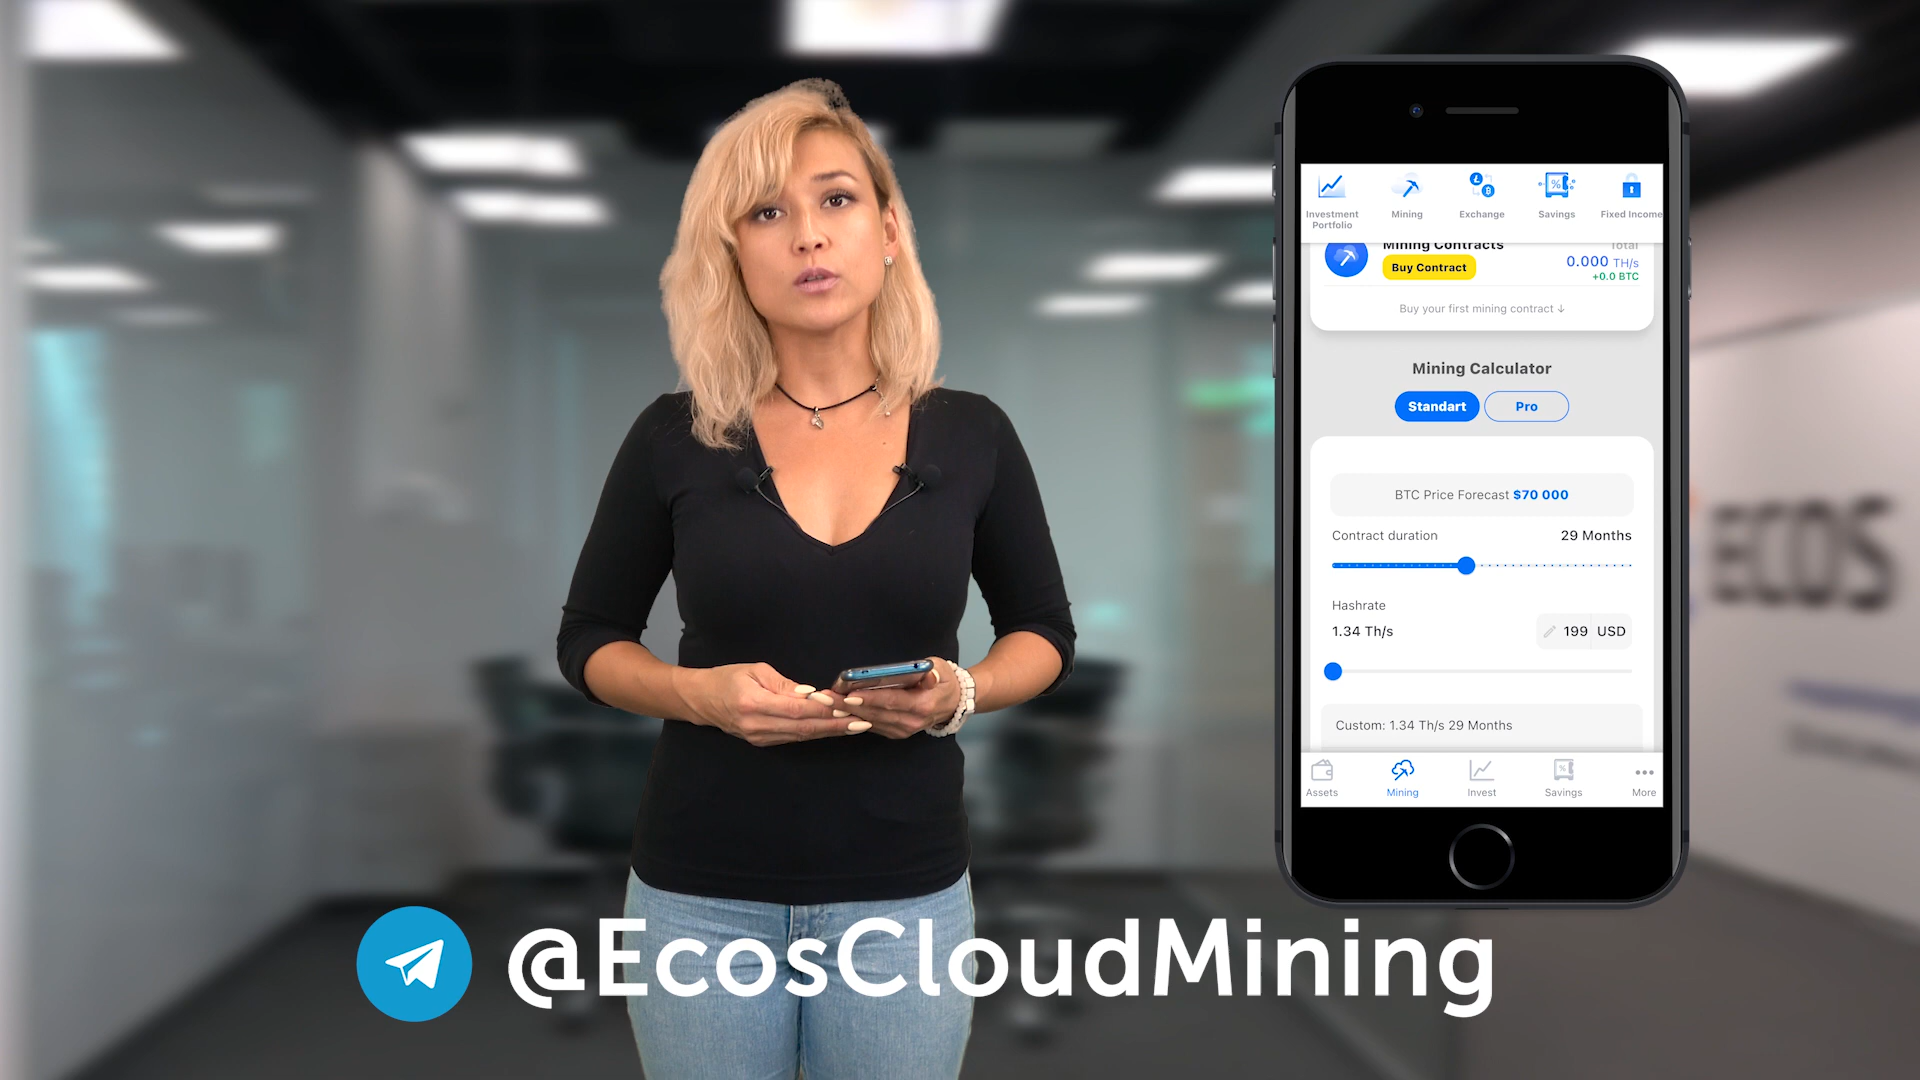 Investment
Portfolio
Mining
Exchange
Savings
Fixed Income
Mining Contracts
Total
Buy Contract
0.000 TH/s
+0.0 BTC
Buy your first mining contract ↓
Mining Calculator
Standart
Pro
BTC Price Forecast $70 000
Contract duration
29 Months
Hashrate
1.34 Th/s
199 USD
Custom: 1.34 Th/s 29 Months
Assets
Mining
Invest
Savings
More
ECOS
@EcosCloudMining